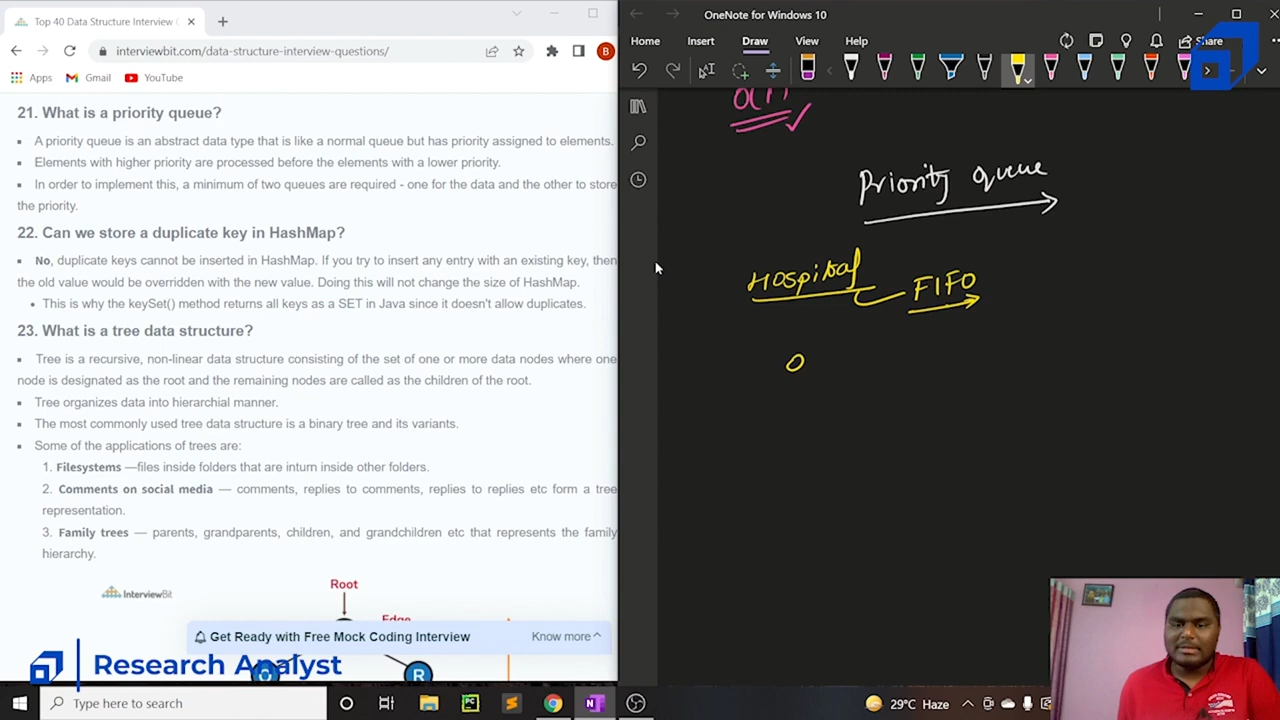 Top 40 Data Structure Interview
OneNote for Windows 10
interviewbit.com/data-structure-interview-questions/
B
Home Insert Draw View Help
Share
Apps Gmail YouTube
21. What is a priority queue?
A priority queue is an abstract data type that is like a normal queue but has priority assigned to elements.
Elements with higher priority are processed before the elements with a lower priority.
In order to implement this, a minimum of two queues are required - one for the data and the other to store
the priority.
22. Can we store a duplicate key in HashMap?
No, duplicate keys cannot be inserted in HashMap. If you try to insert any entry with an existing key, then
the old value would be overridden with the new value. Doing this will not change the size of HashMap.
This is why the keySet() method returns all keys as a SET in Java since it doesn't allow duplicates.
23. What is a tree data structure?
Tree is a recursive, non-linear data structure consisting of the set of one or more data nodes where one
node is designated as the root and the remaining nodes are called as the children of the root.
Tree organizes data into hierarchial manner.
The most commonly used tree data structure is a binary tree and its variants.
Some of the applications of trees are:
1. Filesystems —files inside folders that are inturn inside other folders.
2. Comments on social media — comments, replies to comments, replies to replies etc form a tree
representation.
3. Family trees — parents, grandparents, children, and grandchildren etc that represents the family
hierarchy.
InterviewBit
Root
Edge
Get Ready with Free Mock Coding Interview
Know more
R
Research Analyst
Priority queue
Hospital FIFO
O
Type here to search
29°C Haze